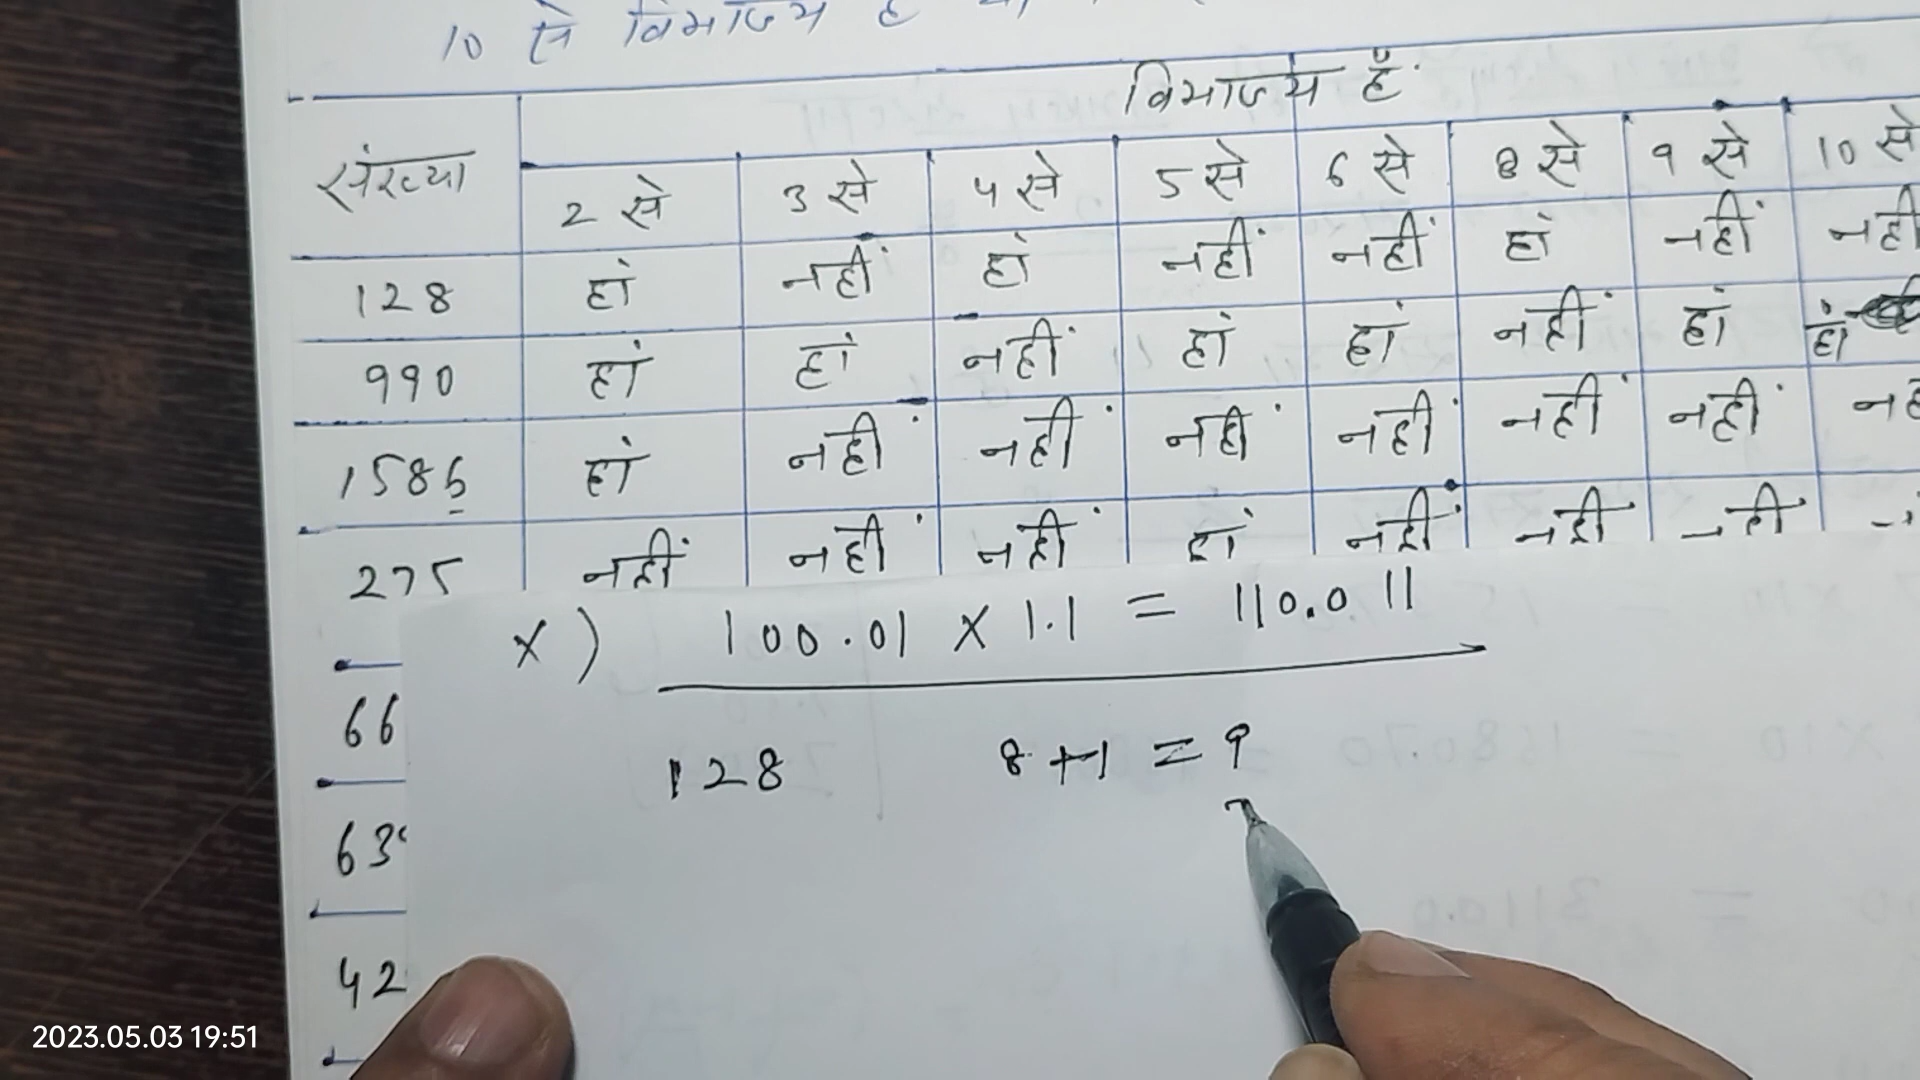 10 से विभाज्य है
विभाज्य हैं
संख्या 2 से 3 से 4 से 5 से 6 से 8 से 9 से 10 से
128 हां नहीं हां नहीं नहीं हां नहीं नहीं
990 हां हां नहीं हां हां नहीं हां हां
1586 हां नहीं नहीं नहीं नहीं नहीं नहीं
275 नहीं नहीं नहीं हां नहीं नहीं नहीं
x) 100.01 x 1.1 = 110.011
66
128 8+1 = 9
63
42
2023.05.03 19:51